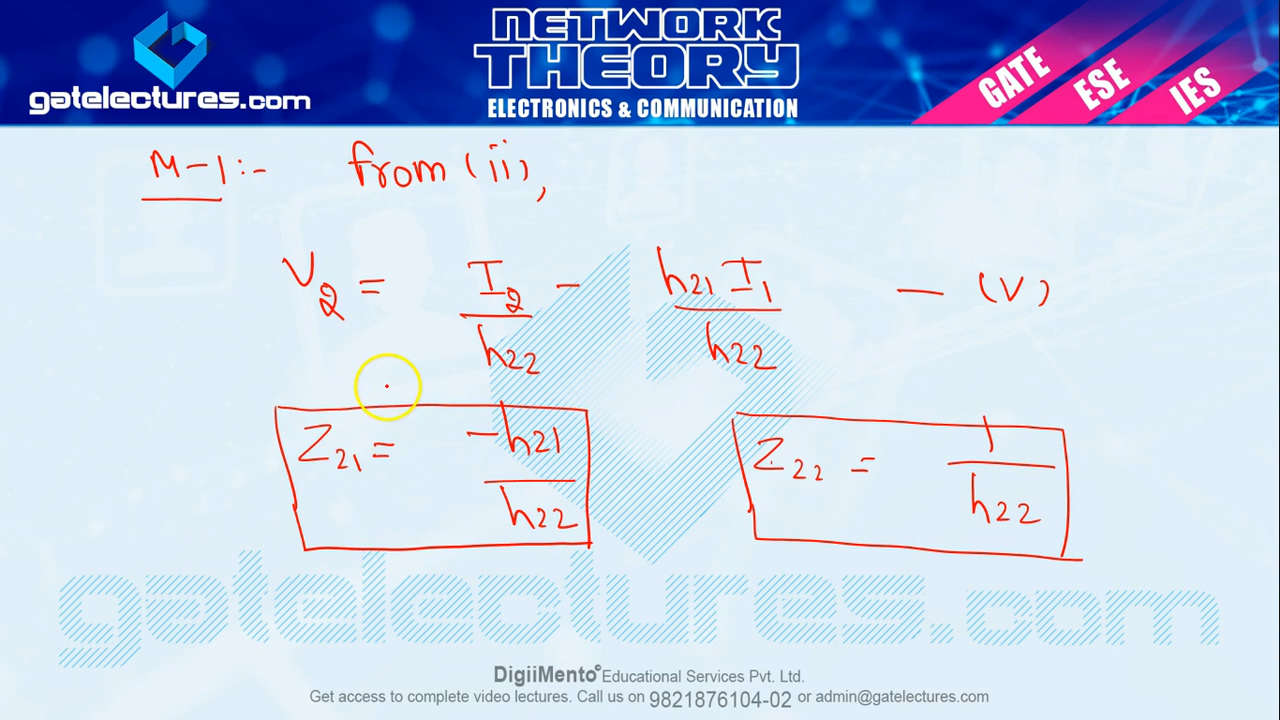 gatelectures.com
NETWORK
THEORY
ELECTRONICS & COMMUNICATION
GATE
ESE
IES
M-1:- from (ii),
V2 = I2/h22 - h21 I1/h22 — (v)
Z21 = -h21/h22
Z22 = 1/h22
gatelectures.com
DigiiMento© Educational Services Pvt. Ltd.
Get access to complete video lectures. Call us on 9821876104-02 or admin@gatelectures.com